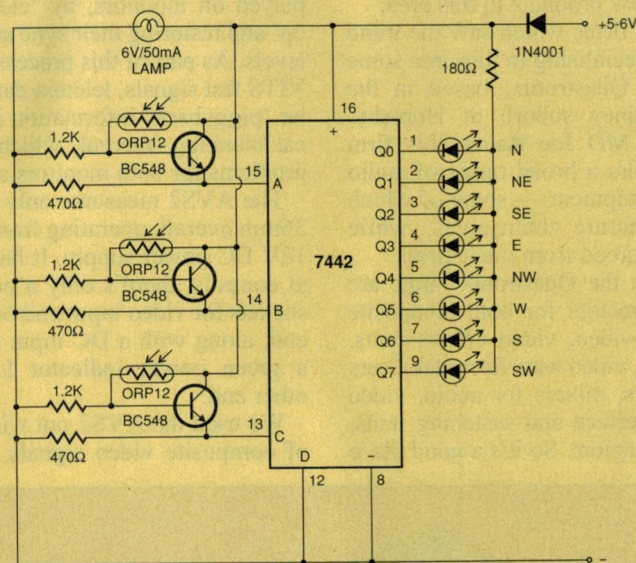 6V/50mA
LAMP
+5-6V
1N4001
180Ω
16
+
1.2K
ORP12
BC548
470Ω
15
A
1.2K
ORP12
BC548
470Ω
14
B
1.2K
ORP12
BC548
470Ω
13
C
7442
Q0 1 N
Q1 2 NE
Q2 3 SE
Q3 4 E
Q4 5 NW
Q5 6 W
Q6 7 S
Q7 9 SW
D
12
8
–